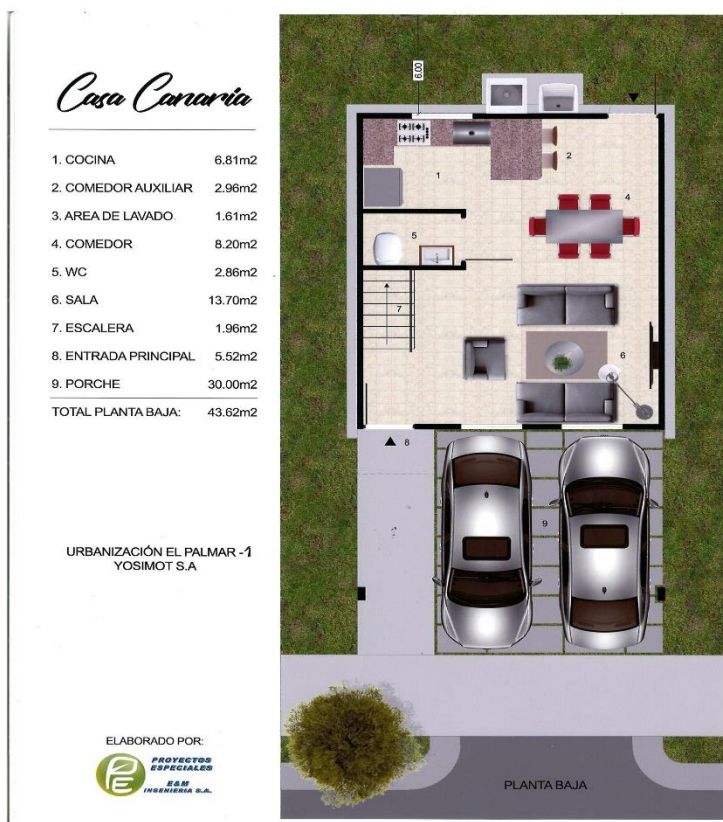 Casa Canaria
1. COCINA 6.81m2
2. COMEDOR AUXILIAR 2.96m2
3. AREA DE LAVADO 1.61m2
4. COMEDOR 8.20m2
5. WC 2.86m2
6. SALA 13.70m2
7. ESCALERA 1.96m2
8. ENTRADA PRINCIPAL 5.52m2
9. PORCHE 30.00m2
TOTAL PLANTA BAJA: 43.62m2
URBANIZACIÓN EL PALMAR -1
YOSIMOT S.A
ELABORADO POR:
PE
PROYECTOS
ESPECIALES
E&M
INGENIERIA S.A.
6.00
3
2
1
4
5
7
6
8
9
PLANTA BAJA